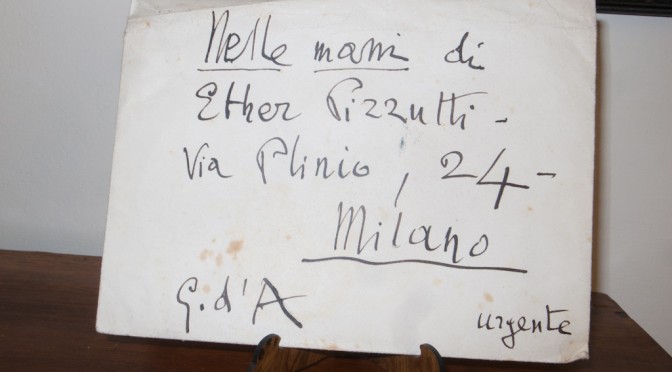 Nelle mani di
Ether Pizzutti -
Via Plinio, 24 -
Milano
G. d'A
urgente